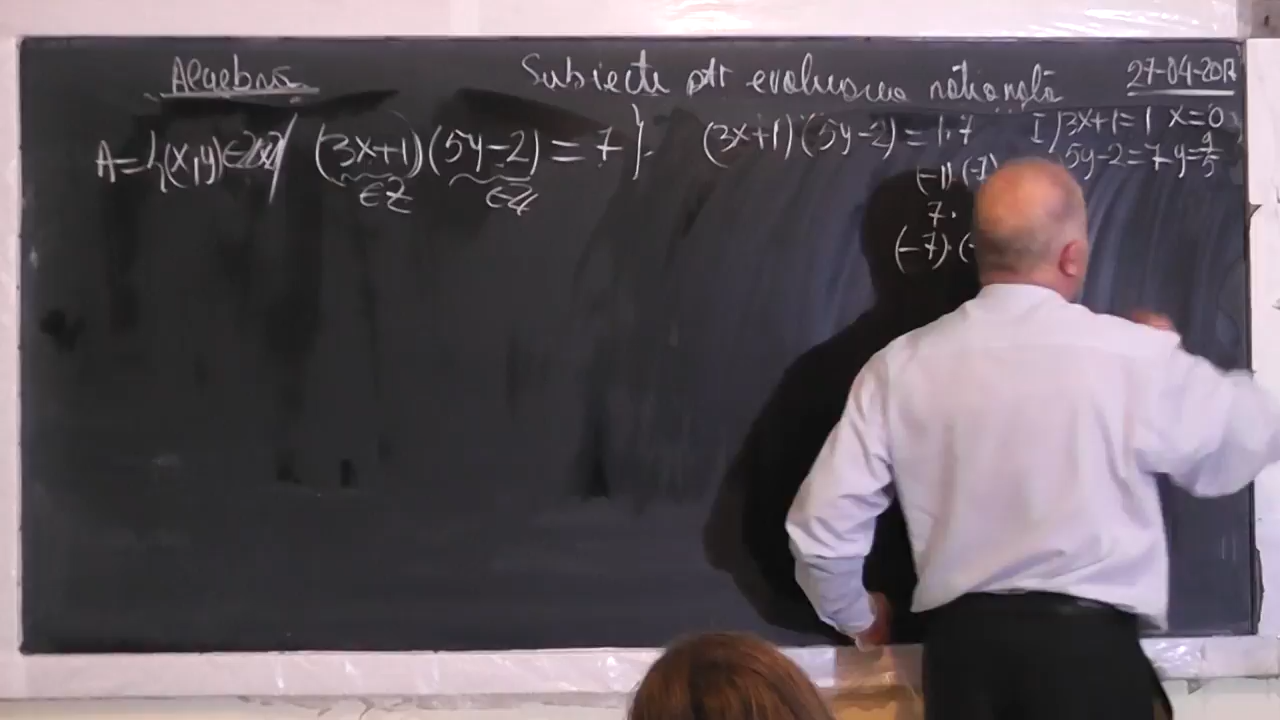 Algebra Subiecte ptr evaluarea națională 27-04-2017
A={(x,y)∈ZxZ/ (3x+1)(5y-2)=7}. (3x+1)(5y-2)=1.7 I) 3x+1=1 x=0
∈Z ∈Z (-1).(-7) 5y-2=7 y=9/5
7.
(-7).(-